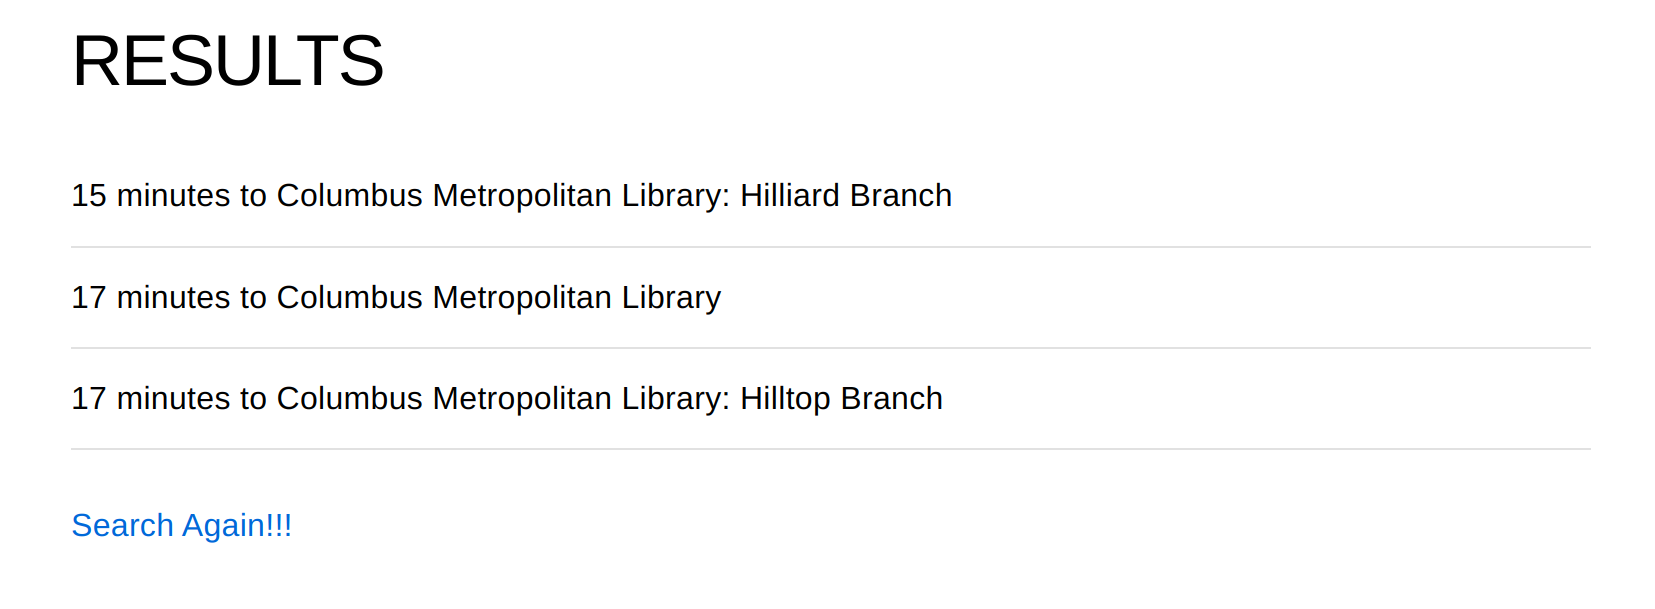 RESULTS
15 minutes to Columbus Metropolitan Library: Hilliard Branch
17 minutes to Columbus Metropolitan Library
17 minutes to Columbus Metropolitan Library: Hilltop Branch
Search Again!!!